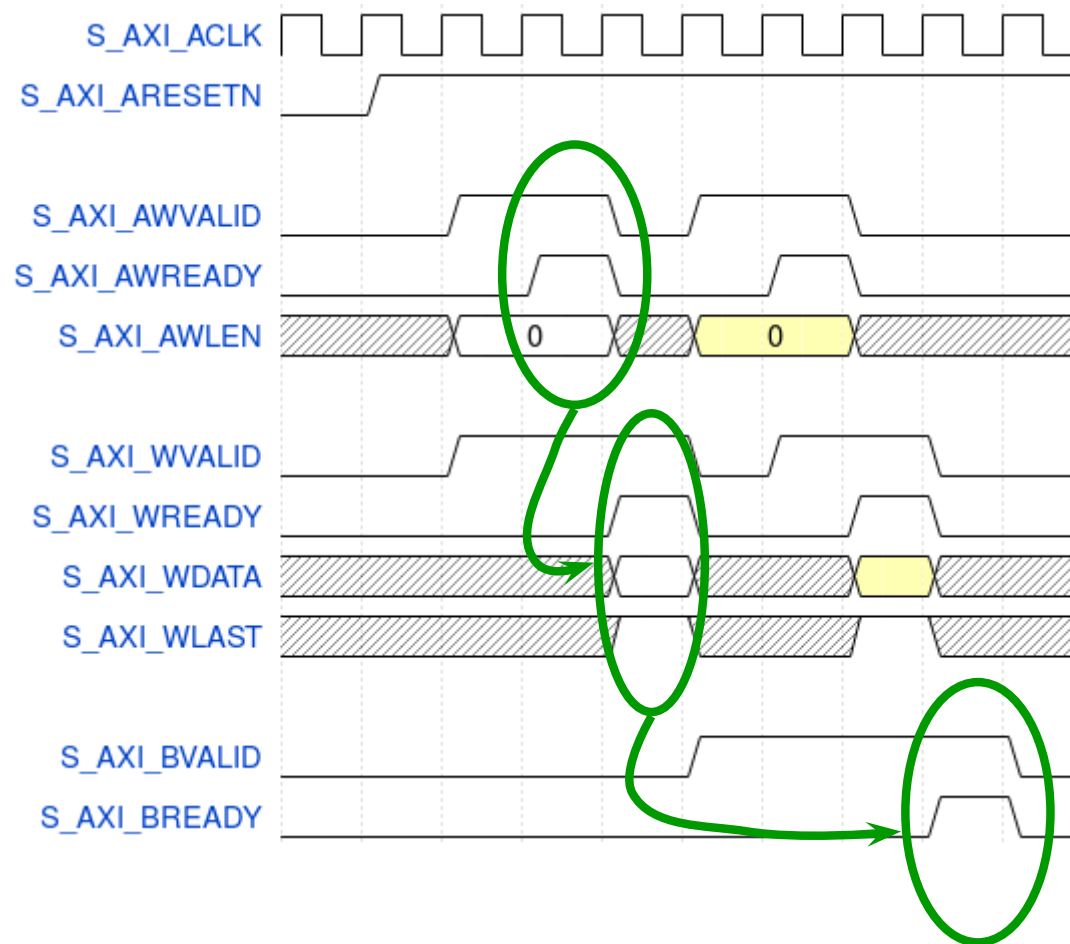 S_AXI_ACLK
S_AXI_ARESETN
S_AXI_AWVALID
S_AXI_AWREADY
S_AXI_AWLEN 0 0
S_AXI_WVALID
S_AXI_WREADY
S_AXI_WDATA
S_AXI_WLAST
S_AXI_BVALID
S_AXI_BREADY